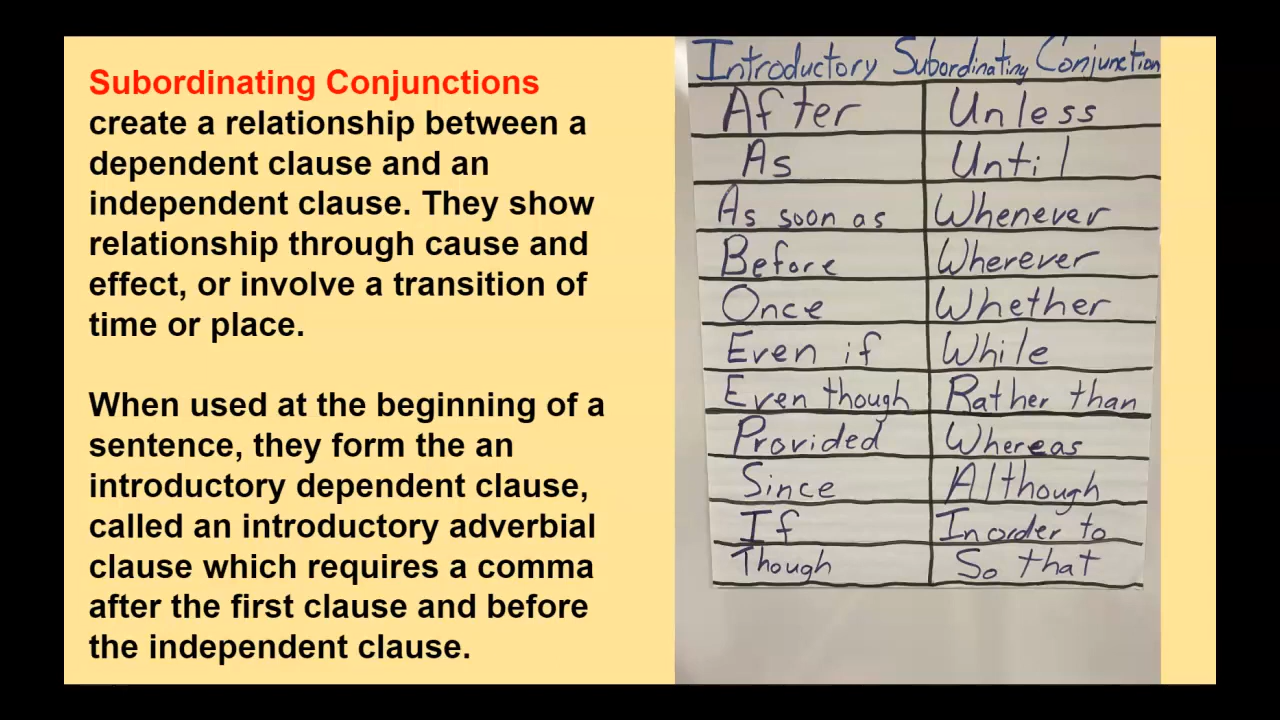 Subordinating Conjunctions
create a relationship between a
dependent clause and an
independent clause. They show
relationship through cause and
effect, or involve a transition of
time or place.
When used at the beginning of a
sentence, they form the an
introductory dependent clause,
called an introductory adverbial
clause which requires a comma
after the first clause and before
the independent clause.
Introductory Subordinating Conjunction
After Unless
As Until
As soon as Whenever
Before Wherever
Once Whether
Even if While
Even though Rather than
Provided Whereas
Since Although
If In order to
Though So that